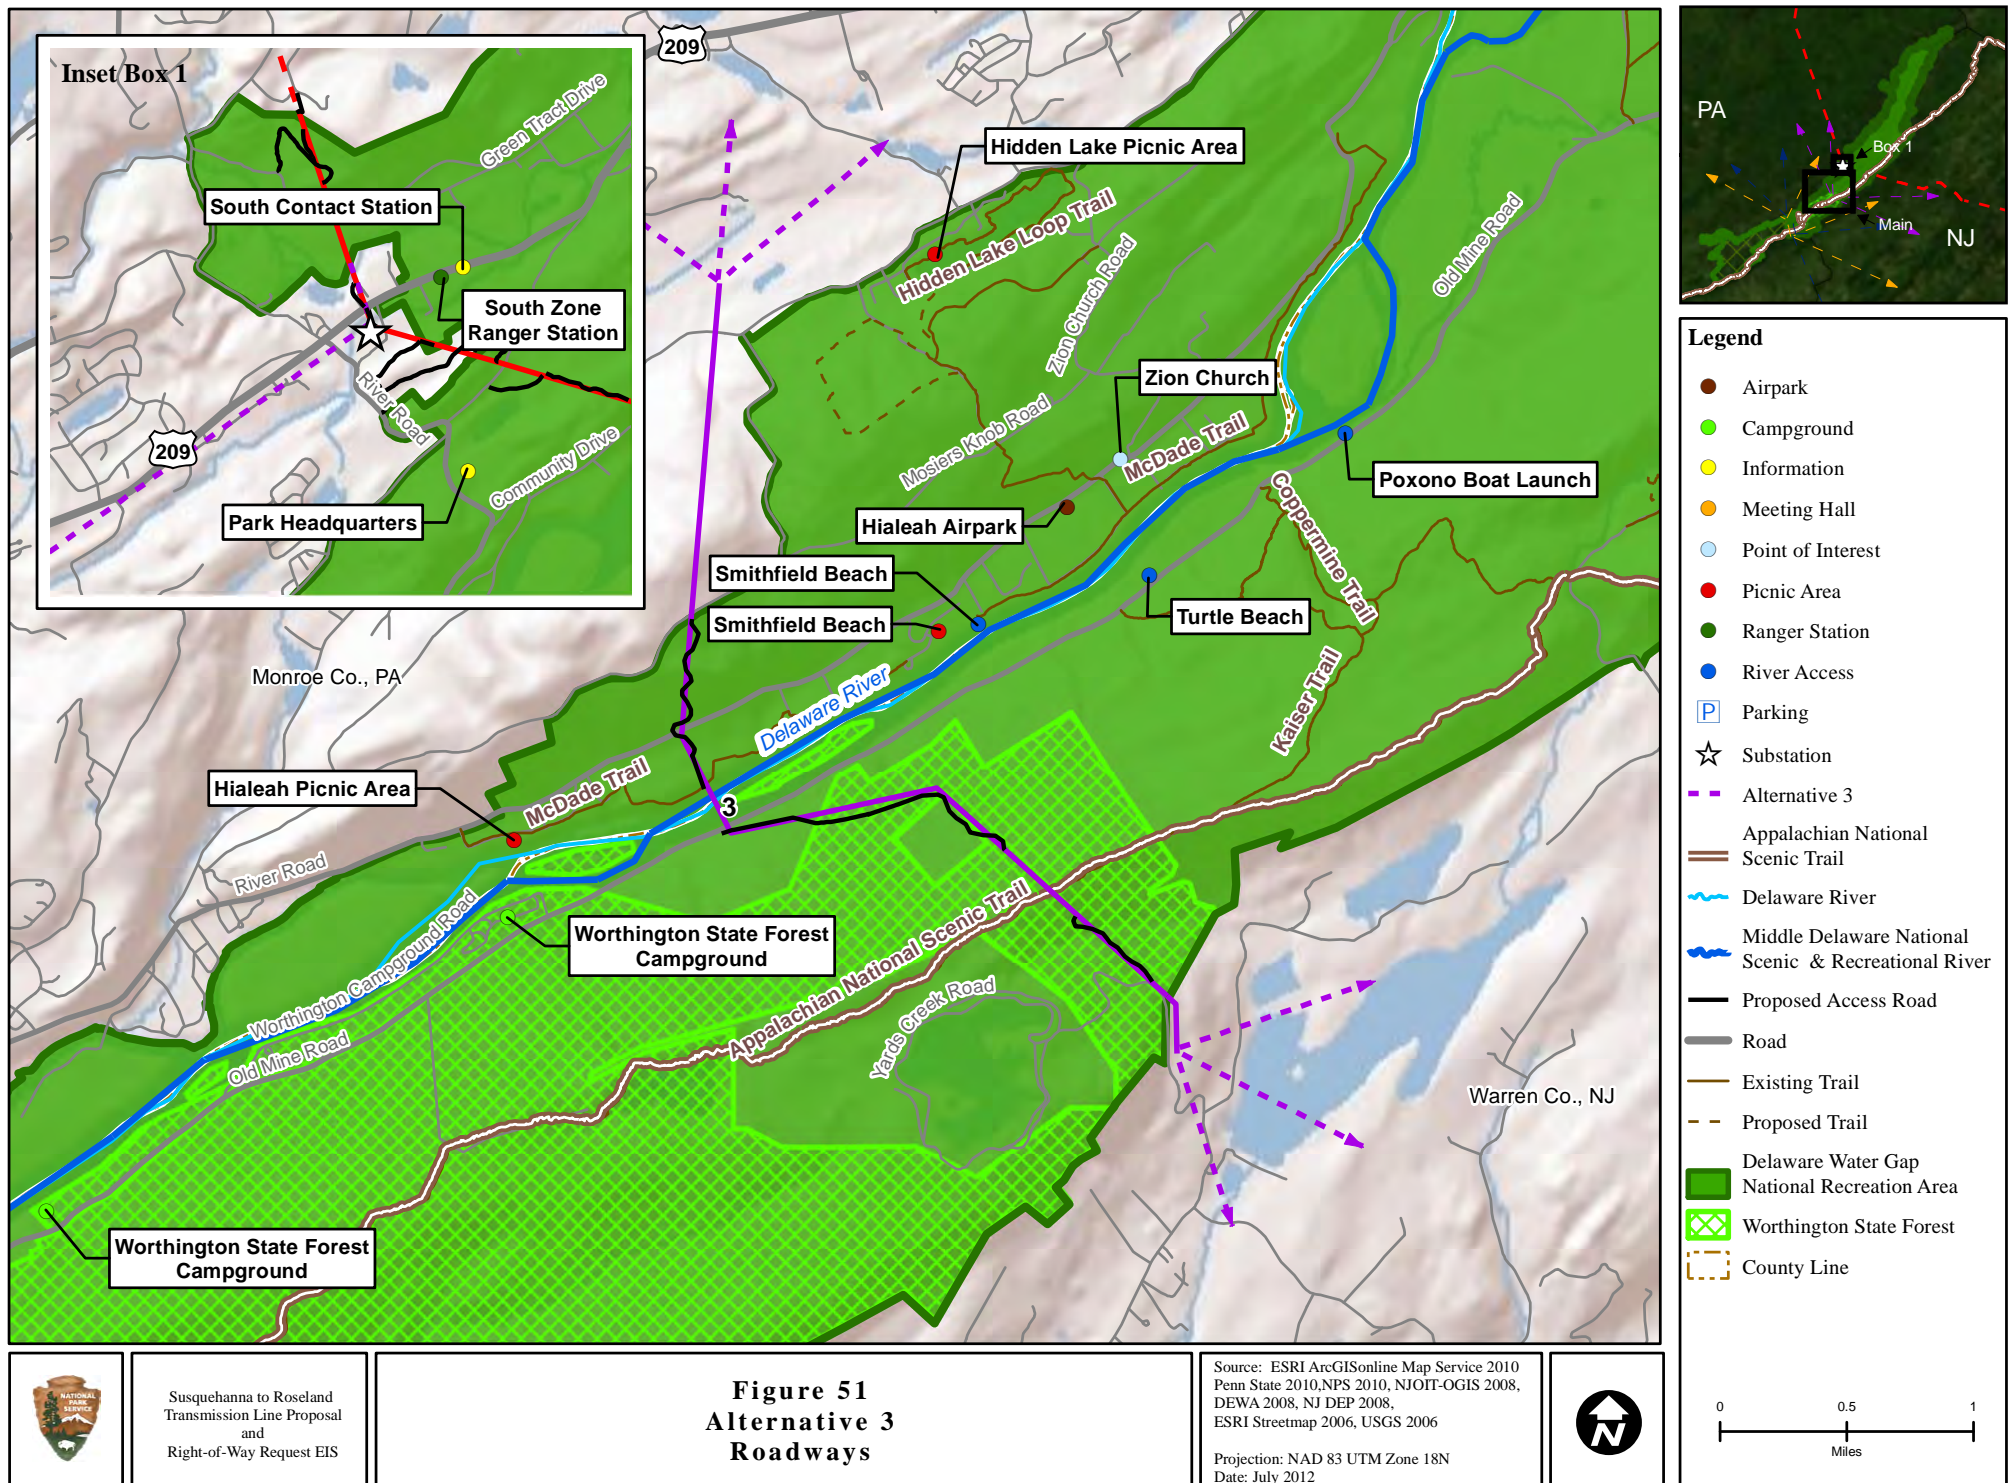 Inset Box 1
Green Tract Drive
South Contact Station
South Zone
Ranger Station
River Road
209
Community Drive
Park Headquarters
209
Hidden Lake Picnic Area
Hidden Lake Loop Trail
Zion Church Road
Old Mine Road
Zion Church
Mosiers Knob Road
McDade Trail
Poxono Boat Launch
Coppermine Trail
Hialeah Airpark
Smithfield Beach
Smithfield Beach
Turtle Beach
Kaiser Trail
Monroe Co., PA
Delaware River
Hialeah Picnic Area
McDade Trail
3
River Road
Worthington Campground Road
Worthington State Forest
Campground
Appalachian National Scenic Trail
Yards Creek Road
Old Mine Road
Warren Co., NJ
Worthington State Forest
Campground
PA
Box 1
Main
NJ
Legend
Airpark
Campground
Information
Meeting Hall
Point of Interest
Picnic Area
Ranger Station
River Access
P Parking
Substation
Alternative 3
Appalachian National
Scenic Trail
Delaware River
Middle Delaware National
Scenic & Recreational River
Proposed Access Road
Road
Existing Trail
Proposed Trail
Delaware Water Gap
National Recreation Area
Worthington State Forest
County Line
0 0.5 1
Miles
NATIONAL
PARK
SERVICE
Susquehanna to Roseland
Transmission Line Proposal
and
Right-of-Way Request EIS
Figure 51
Alternative 3
Roadways
Source: ESRI ArcGISonline Map Service 2010
Penn State 2010,NPS 2010, NJOIT-OGIS 2008,
DEWA 2008, NJ DEP 2008,
ESRI Streetmap 2006, USGS 2006
Projection: NAD 83 UTM Zone 18N
Date: July 2012
N